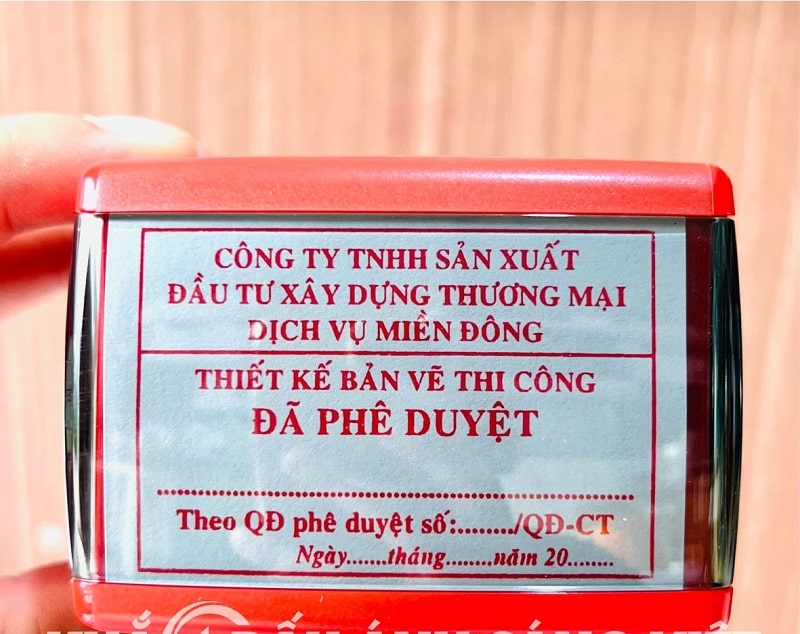 CÔNG TY TNHH SẢN XUẤT
ĐẦU TƯ XÂY DỰNG THƯƠNG MẠI
DỊCH VỤ MIỀN ĐÔNG
THIẾT KẾ BẢN VẼ THI CÔNG
ĐÃ PHÊ DUYỆT
................................................................................
Theo QĐ phê duyệt số:........./QĐ-CT
Ngày.......tháng........năm 20........